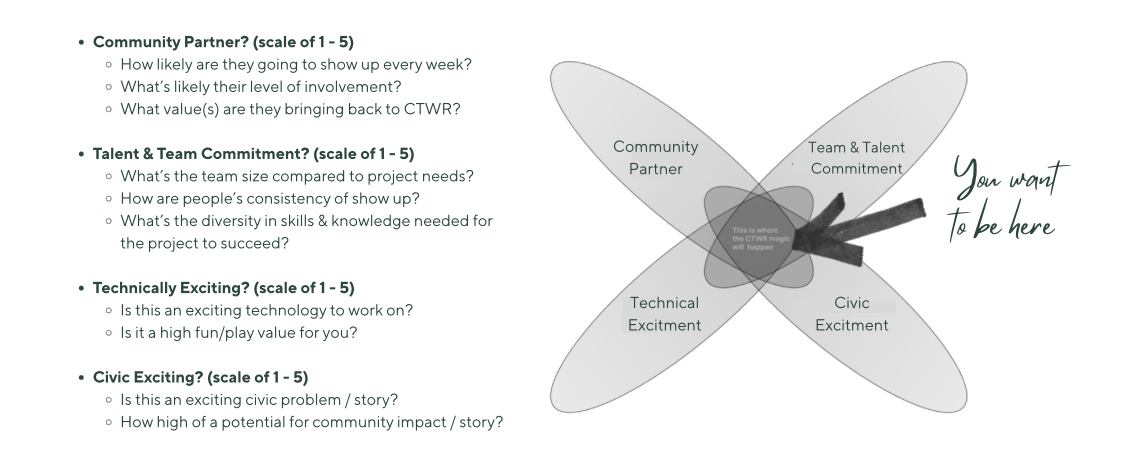 • Community Partner? (scale of 1 - 5)
◦ How likely are they going to show up every week?
◦ What's likely their level of involvement?
◦ What value(s) are they bringing back to CTWR?
• Talent & Team Commitment? (scale of 1 - 5)
◦ What's the team size compared to project needs?
◦ How are people's consistency of show up?
◦ What's the diversity in skills & knowledge needed for
the project to succeed?
• Technically Exciting? (scale of 1 - 5)
◦ Is this an exciting technology to work on?
◦ Is it a high fun/play value for you?
• Civic Exciting? (scale of 1 - 5)
◦ Is this an exciting civic problem / story?
◦ How high of a potential for community impact / story?
Community
Partner
Team & Talent
Commitment
You want
to be here
This is where
the CTWR magic
will happen
Technical
Excitment
Civic
Excitment